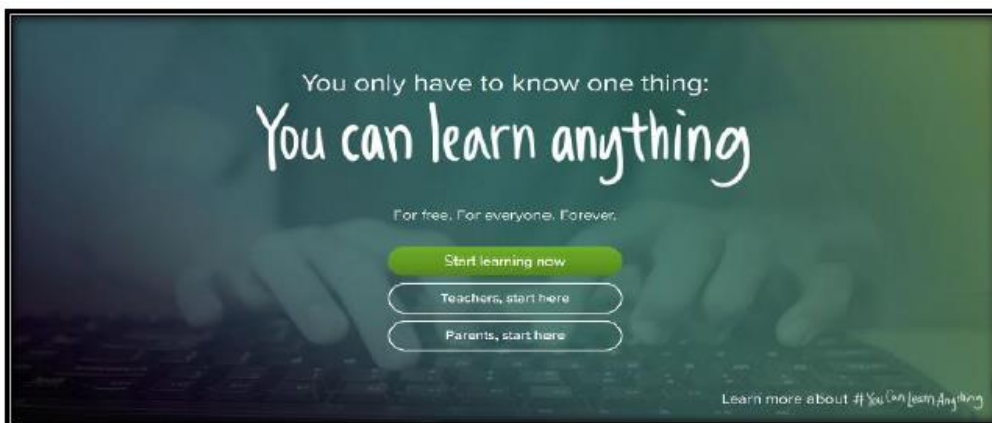 You only have to know one thing:
You can learn anything
For free. For everyone. Forever.
Start learning now
Teachers, start here
Parents, start here
Learn more about #YouCanLearnAnything